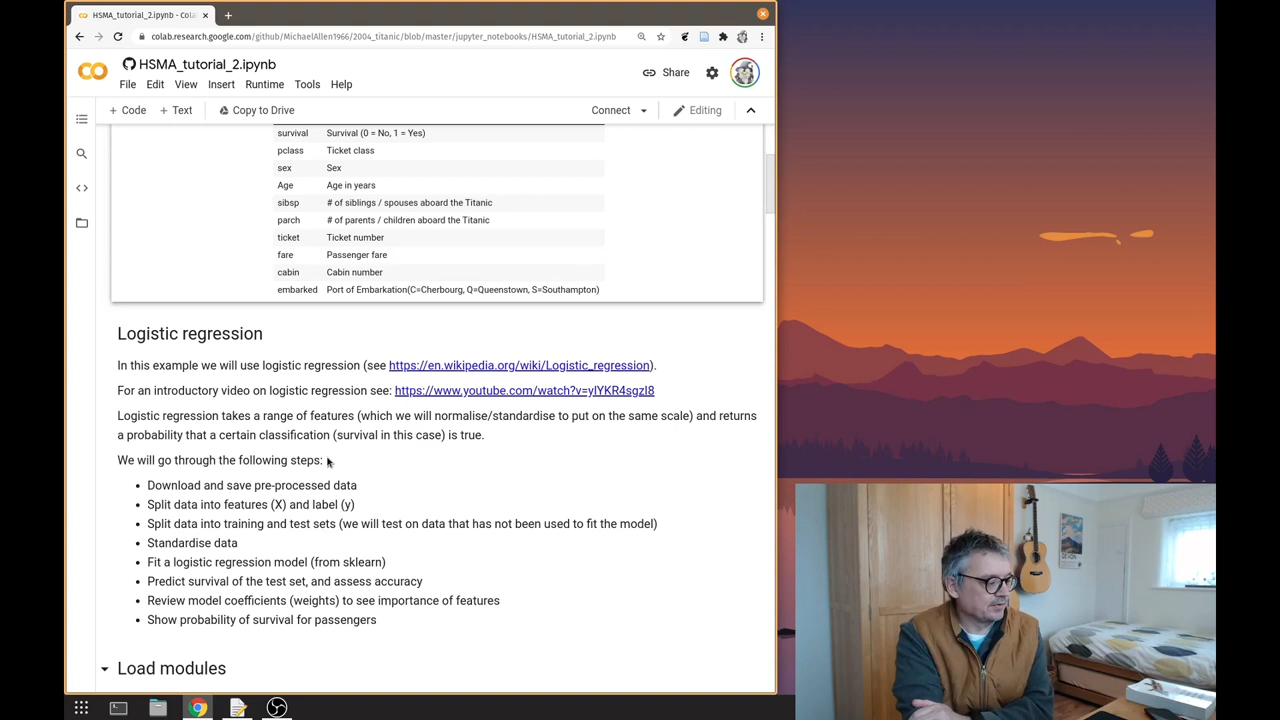 HSMA_tutorial_2.ipynb - Cola
colab.research.google.com/github/MichaelAllen1966/2004_titanic/blob/master/jupyter_notebooks/HSMA_tutorial_2.ipynb
HSMA_tutorial_2.ipynb
Share
File Edit View Insert Runtime Tools Help
+ Code + Text Copy to Drive Connect Editing
survival Survival (0 = No, 1 = Yes)
pclass Ticket class
sex Sex
Age Age in years
sibsp # of siblings / spouses aboard the Titanic
parch # of parents / children aboard the Titanic
ticket Ticket number
fare Passenger fare
cabin Cabin number
embarked Port of Embarkation(C=Cherbourg, Q=Queenstown, S=Southampton)
Logistic regression
In this example we will use logistic regression (see https://en.wikipedia.org/wiki/Logistic_regression).
For an introductory video on logistic regression see: https://www.youtube.com/watch?v=yIYKR4sgzI8
Logistic regression takes a range of features (which we will normalise/standardise to put on the same scale) and returns
a probability that a certain classification (survival in this case) is true.
We will go through the following steps:
• Download and save pre-processed data
• Split data into features (X) and label (y)
• Split data into training and test sets (we will test on data that has not been used to fit the model)
• Standardise data
• Fit a logistic regression model (from sklearn)
• Predict survival of the test set, and assess accuracy
• Review model coefficients (weights) to see importance of features
• Show probability of survival for passengers
Load modules